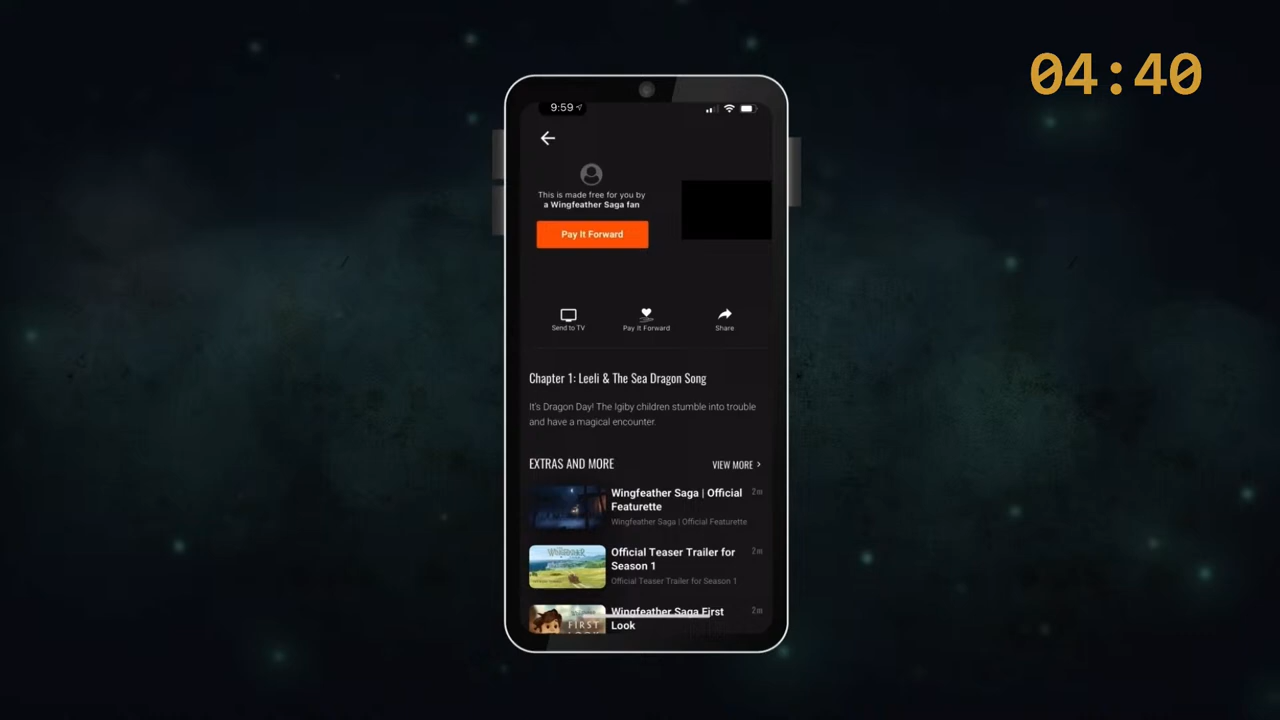 04:40
9:59
This is made free for you by
a Wingfeather Saga fan
Pay It Forward
Send to TV
Pay It Forward
Share
Chapter 1: Leeli & The Sea Dragon Song
It's Dragon Day! The Igiby children stumble into trouble
and have a magical encounter.
EXTRAS AND MORE
VIEW MORE >
Wingfeather Saga | Official
2m
Featurette
Wingfeather Saga | Official Featurette
Official Teaser Trailer for
2m
Season 1
Official Teaser Trailer for Season 1
Wingfeather Saga First
2m
Look
FIRST